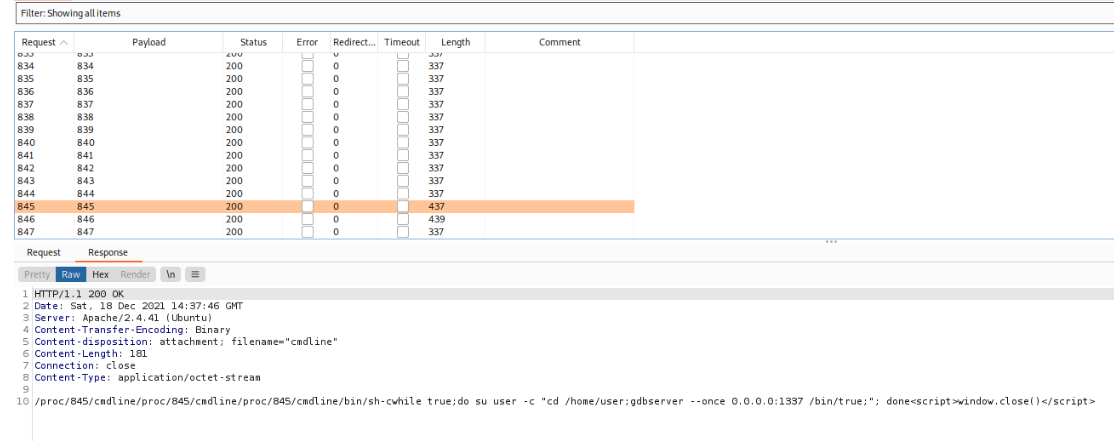 Filter: Showing all items
Request Payload Status Error Redirect... Timeout Length Comment
833 833 200 0 337
834 834 200 0 337
835 835 200 0 337
836 836 200 0 337
837 837 200 0 337
838 838 200 0 337
839 839 200 0 337
840 840 200 0 337
841 841 200 0 337
842 842 200 0 337
843 843 200 0 337
844 844 200 0 337
845 845 200 0 437
846 846 200 0 439
847 847 200 0 337
Request Response
Pretty Raw Hex Render \n
1 HTTP/1.1 200 OK
2 Date: Sat, 18 Dec 2021 14:37:46 GMT
3 Server: Apache/2.4.41 (Ubuntu)
4 Content-Transfer-Encoding: Binary
5 Content-disposition: attachment; filename="cmdline"
6 Content-Length: 181
7 Connection: close
8 Content-Type: application/octet-stream
9
10 /proc/845/cmdline/proc/845/cmdline/proc/845/cmdline/bin/sh-cwhile true;do su user -c "cd /home/user;gdbserver --once 0.0.0.0:1337 /bin/true;"; done<script>window.close()</script>